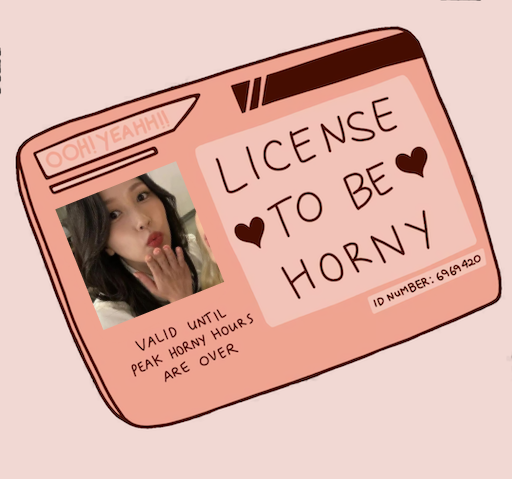 OOH! YEAHH!!
LICENSE
TO BE
HORNY
ID NUMBER: 6969420
VALID UNTIL
PEAK HORNY HOURS
ARE OVER